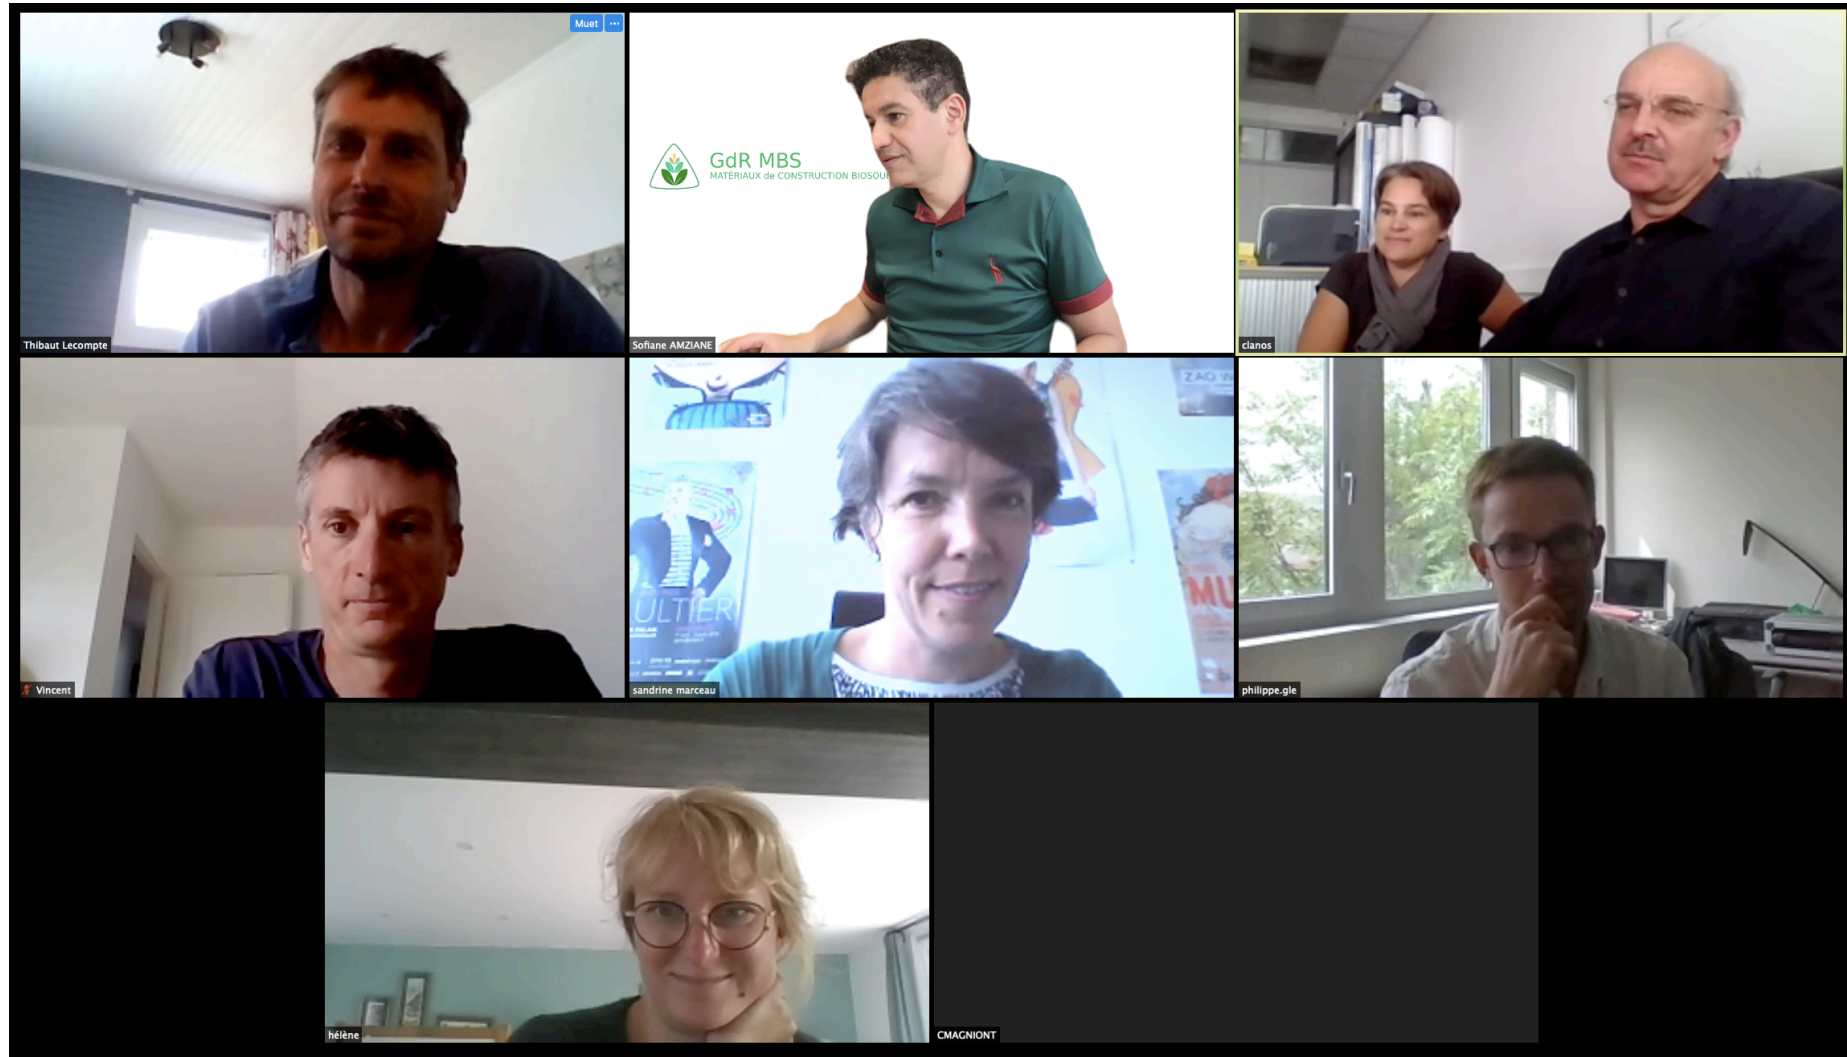 Muet
Thibaut Lecompte
GdR MBS
MATÉRIAUX de CONSTRUCTION BIOSOU
Sofiane AMZIANE
clanos
Vincent
ZAO W
ULTIER
MU
sandrine marceau
philippe.gle
hélène
CMAGNIONT